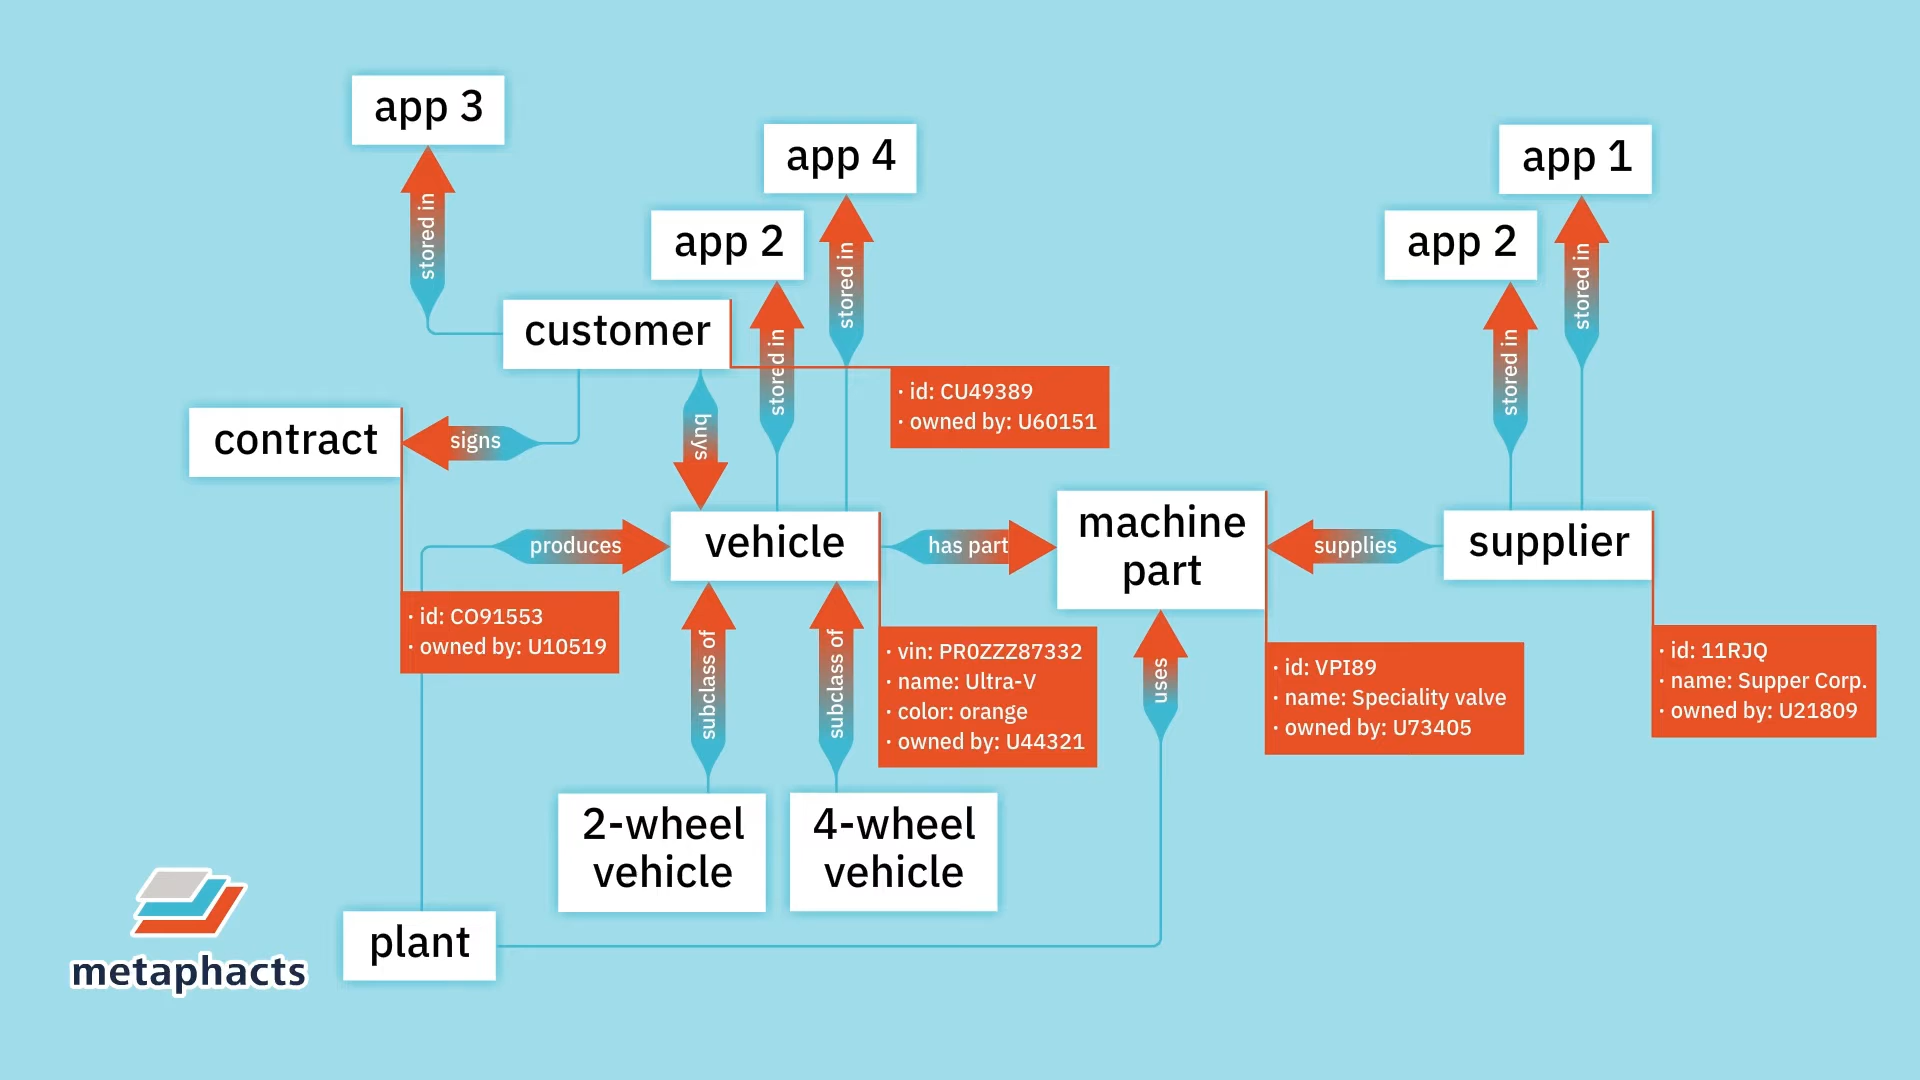 app 3
app 4
app 1
app 2
app 2
stored in
stored in
stored in
stored in
stored in
customer
· id: CU49389
· owned by: U60151
contract
signs
buys
vehicle
produces
has part
machine
part
supplies
supplier
· id: CO91553
· owned by: U10519
· vin: PR0ZZZ87332
· name: Ultra-V
· color: orange
· owned by: U44321
· id: VPI89
· name: Speciality valve
· owned by: U73405
· id: 11RJQ
· name: Supper Corp.
· owned by: U21809
subclass of
subclass of
uses
2-wheel
vehicle
4-wheel
vehicle
plant
metaphacts